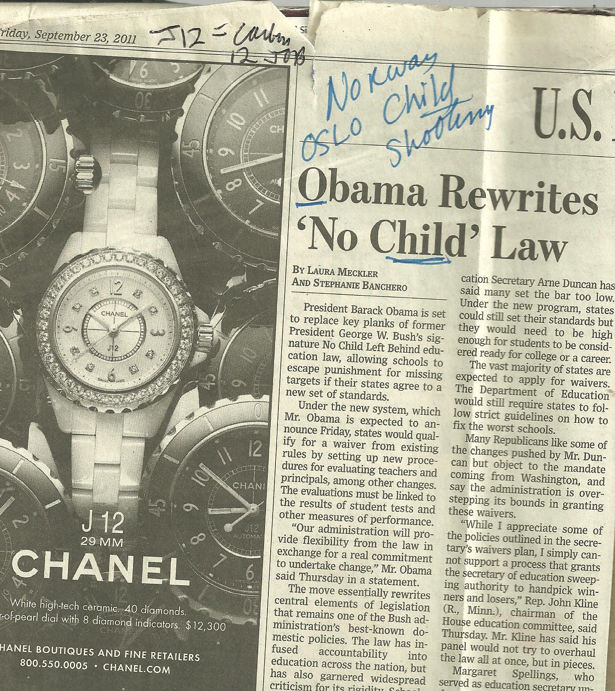 Friday, September 23, 2011
J12 = Carbon
12 Jobs
Norway
OSLO Child
Shooting
U.S.
CHANEL
J12
J 12
29 MM
CHANEL
White high-tech ceramic. 40 diamonds.
-of-pearl dial with 8 diamond indicators. $12,300
HANEL BOUTIQUES AND FINE RETAILERS
800.550.0005 • CHANEL.COM
Obama Rewrites
‘No Child’ Law
BY LAURA MECKLER
AND STEPHANIE BANCHERO
President Barack Obama is set
to replace key planks of former
President George W. Bush's sig-
nature No Child Left Behind edu-
cation law, allowing schools to
escape punishment for missing
targets if their states agree to a
new set of standards.
Under the new system, which
Mr. Obama is expected to an-
nounce Friday, states would qual-
ify for a waiver from existing
rules by setting up new proce-
dures for evaluating teachers and
principals, among other changes.
The evaluations must be linked to
the results of student tests and
other measures of performance.
“Our administration will pro-
vide flexibility from the law in
exchange for a real commitment
to undertake change,” Mr. Obama
said Thursday in a statement.
The move essentially rewrites
central elements of legislation
that remains one of the Bush ad-
ministration's best-known do-
mestic policies. The law has in-
fused accountability into
education across the nation, but
has also garnered widespread
criticism for its rigidity.
cation Secretary Arne Duncan has
said many set the bar too low.
Under the new program, states
could still set their standards but
they would need to be high
enough for students to be consid-
ered ready for college or a career.
The vast majority of states are
expected to apply for waivers.
The Department of Education
would still require states to fol-
low strict guidelines on how to
fix the worst schools.
Many Republicans like some of
the changes pushed by Mr. Dun-
can but object to the mandate
coming from Washington, and
say the administration is over-
stepping its bounds in granting
these waivers.
“While I appreciate some of
the policies outlined in the secre-
tary's waivers plan, I simply can-
not support a process that grants
the secretary of education sweep-
ing authority to handpick win-
ners and losers,” Rep. John Kline
(R., Minn.), chairman of the
House education committee, said
Thursday. Mr. Kline has said his
panel would not try to overhaul
the law all at once, but in pieces.
Margaret Spellings, who
served as education secretary